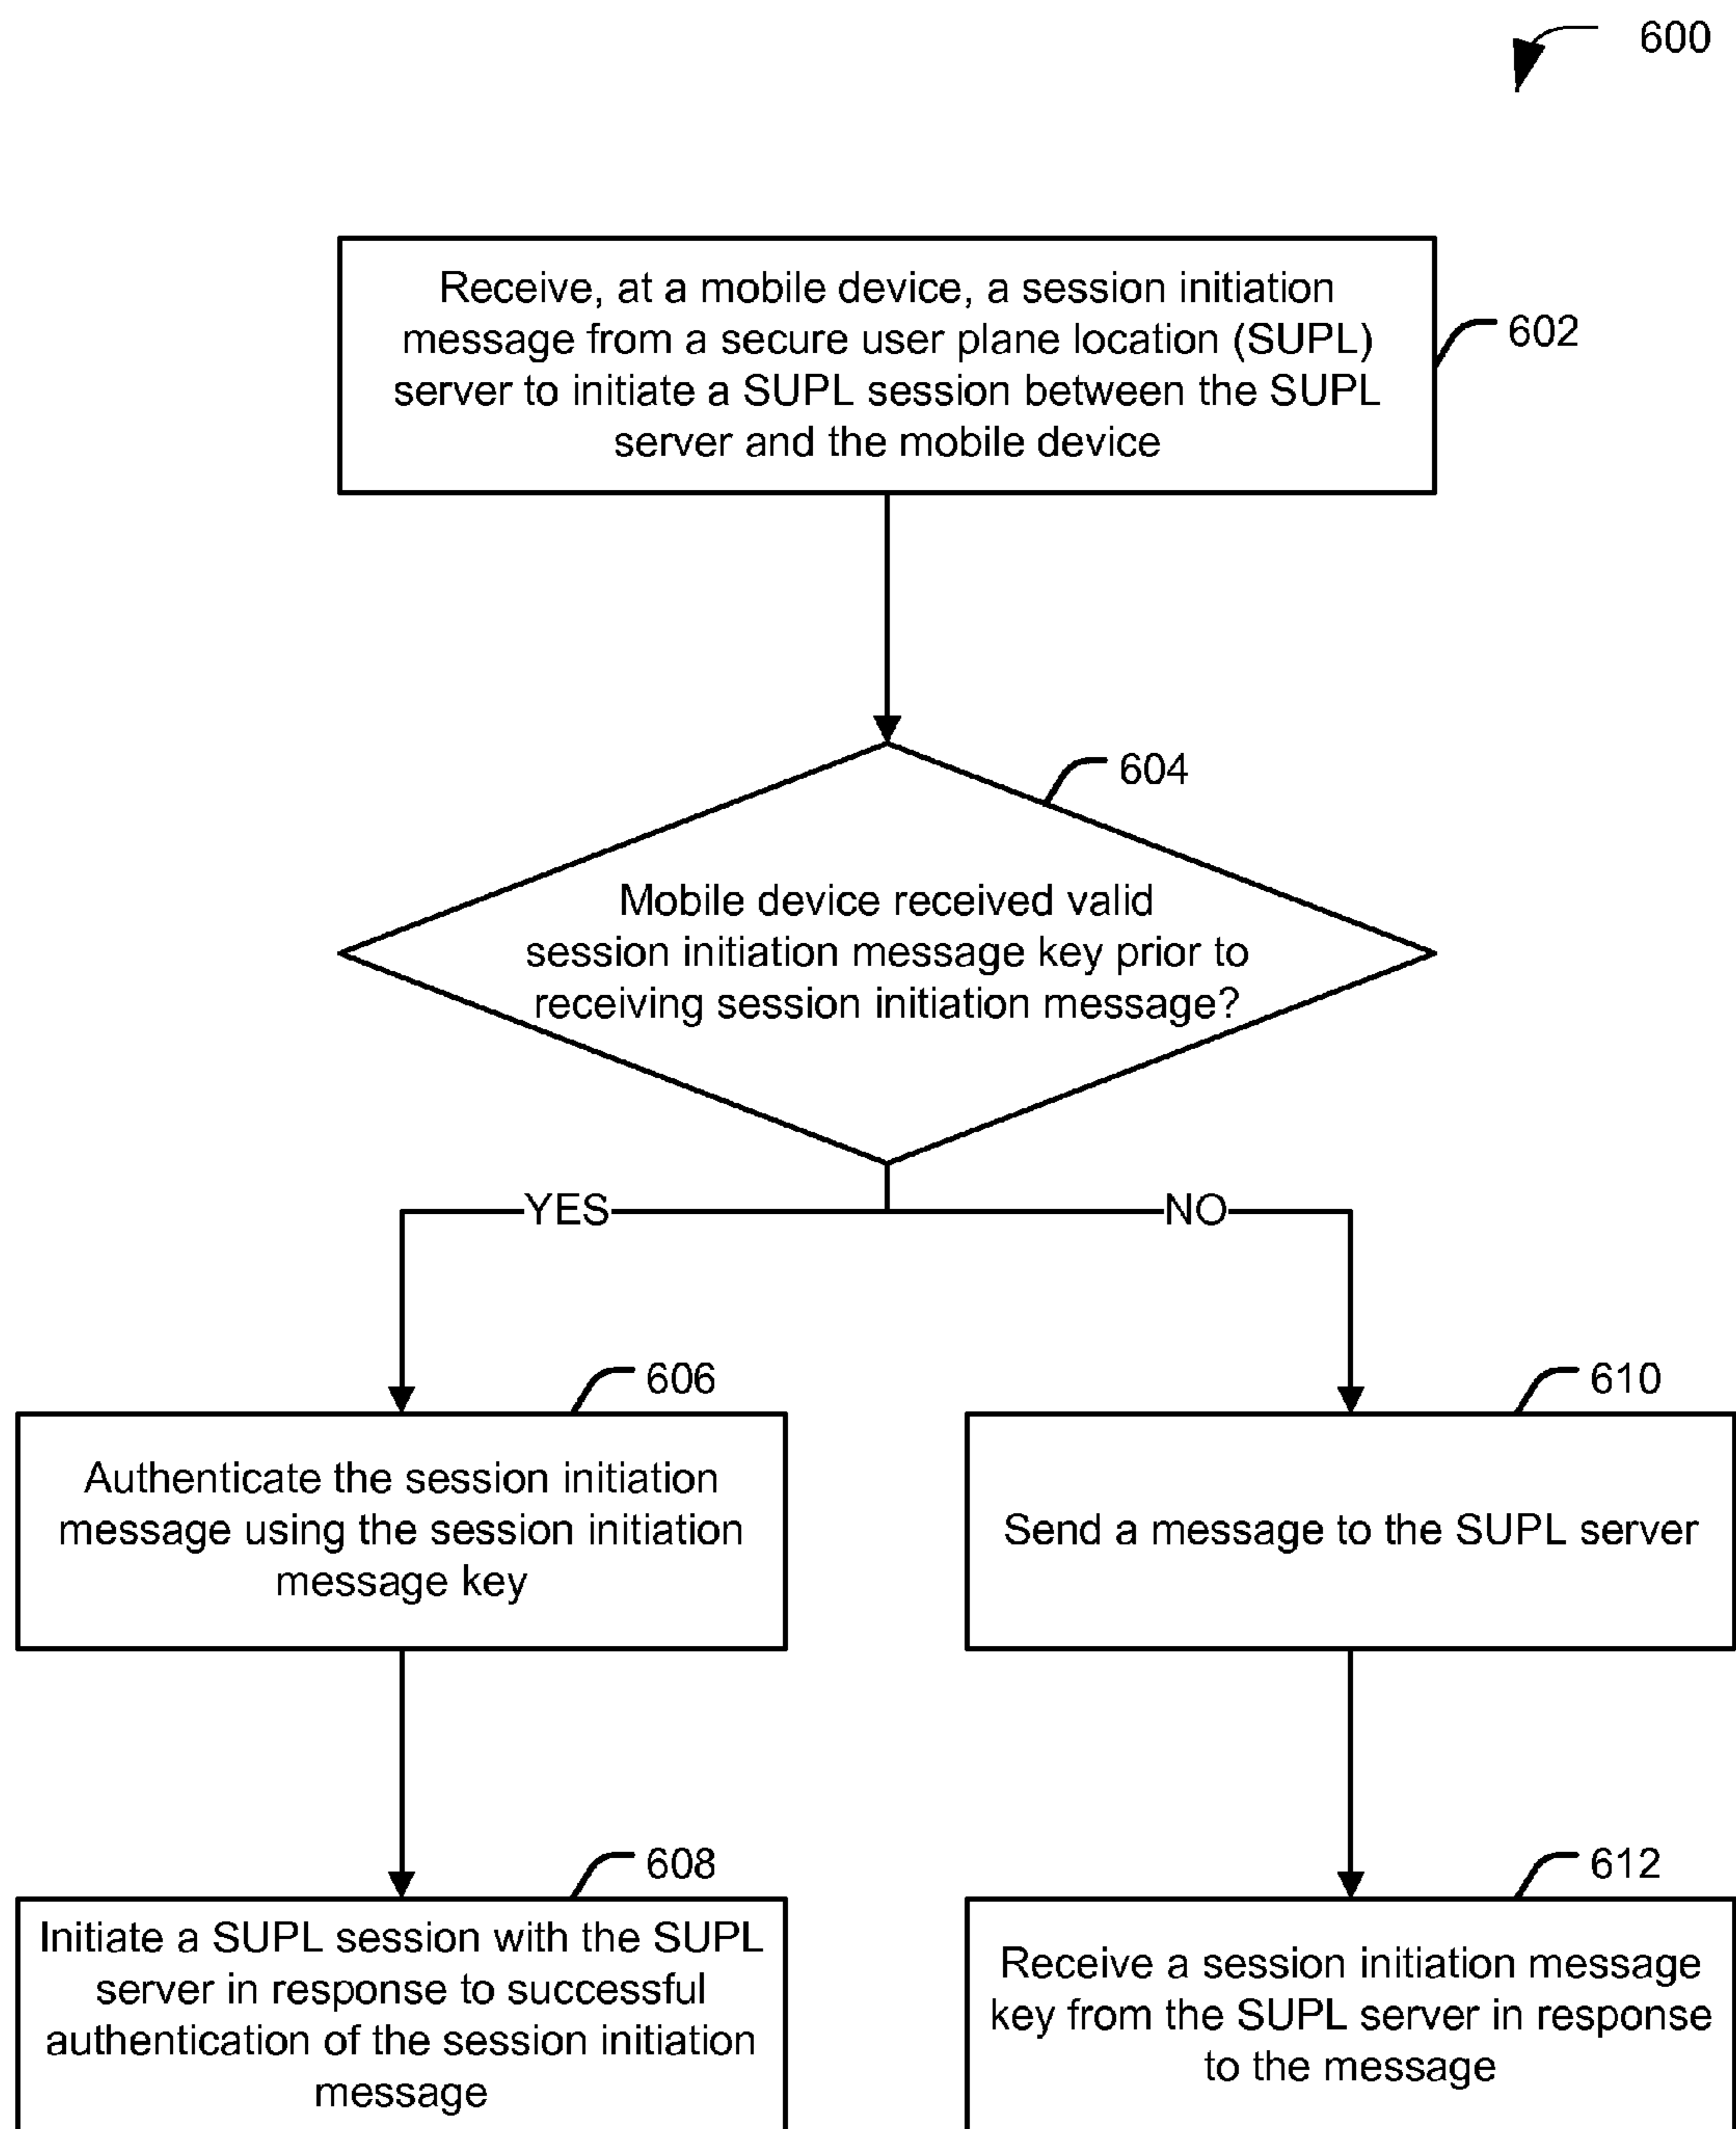 600
Receive, at a mobile device, a session initiation
message from a secure user plane location (SUPL)
server to initiate a SUPL session between the SUPL
server and the mobile device
602
604
Mobile device received valid
session initiation message key prior to
receiving session initiation message?
YES
NO
606
Authenticate the session initiation
message using the session initiation
message key
610
Send a message to the SUPL server
608
Initiate a SUPL session with the SUPL
server in response to successful
authentication of the session initiation
message
612
Receive a session initiation message
key from the SUPL server in response
to the message